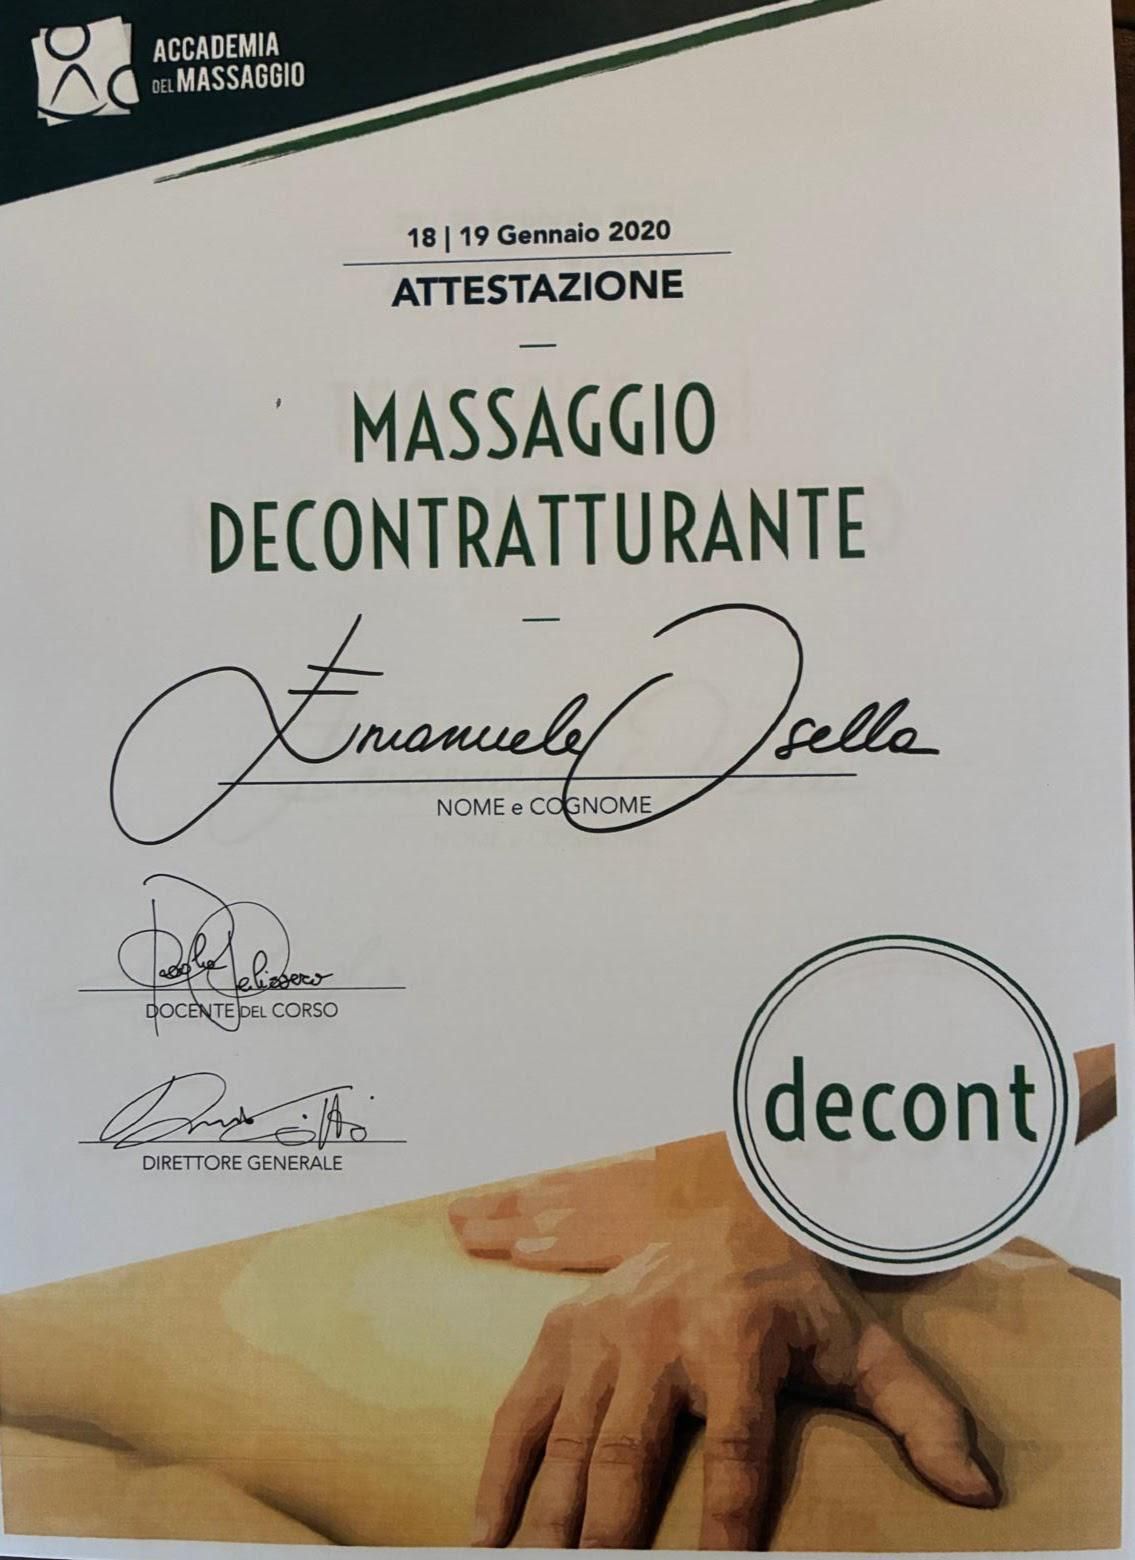 ACCADEMIA
DEL MASSAGGIO
18 | 19 Gennaio 2020
ATTESTAZIONE
MASSAGGIO
DECONTRATTURANTE
Emanuele Osella
NOME e COGNOME
DOCENTE DEL CORSO
DIRETTORE GENERALE
decont